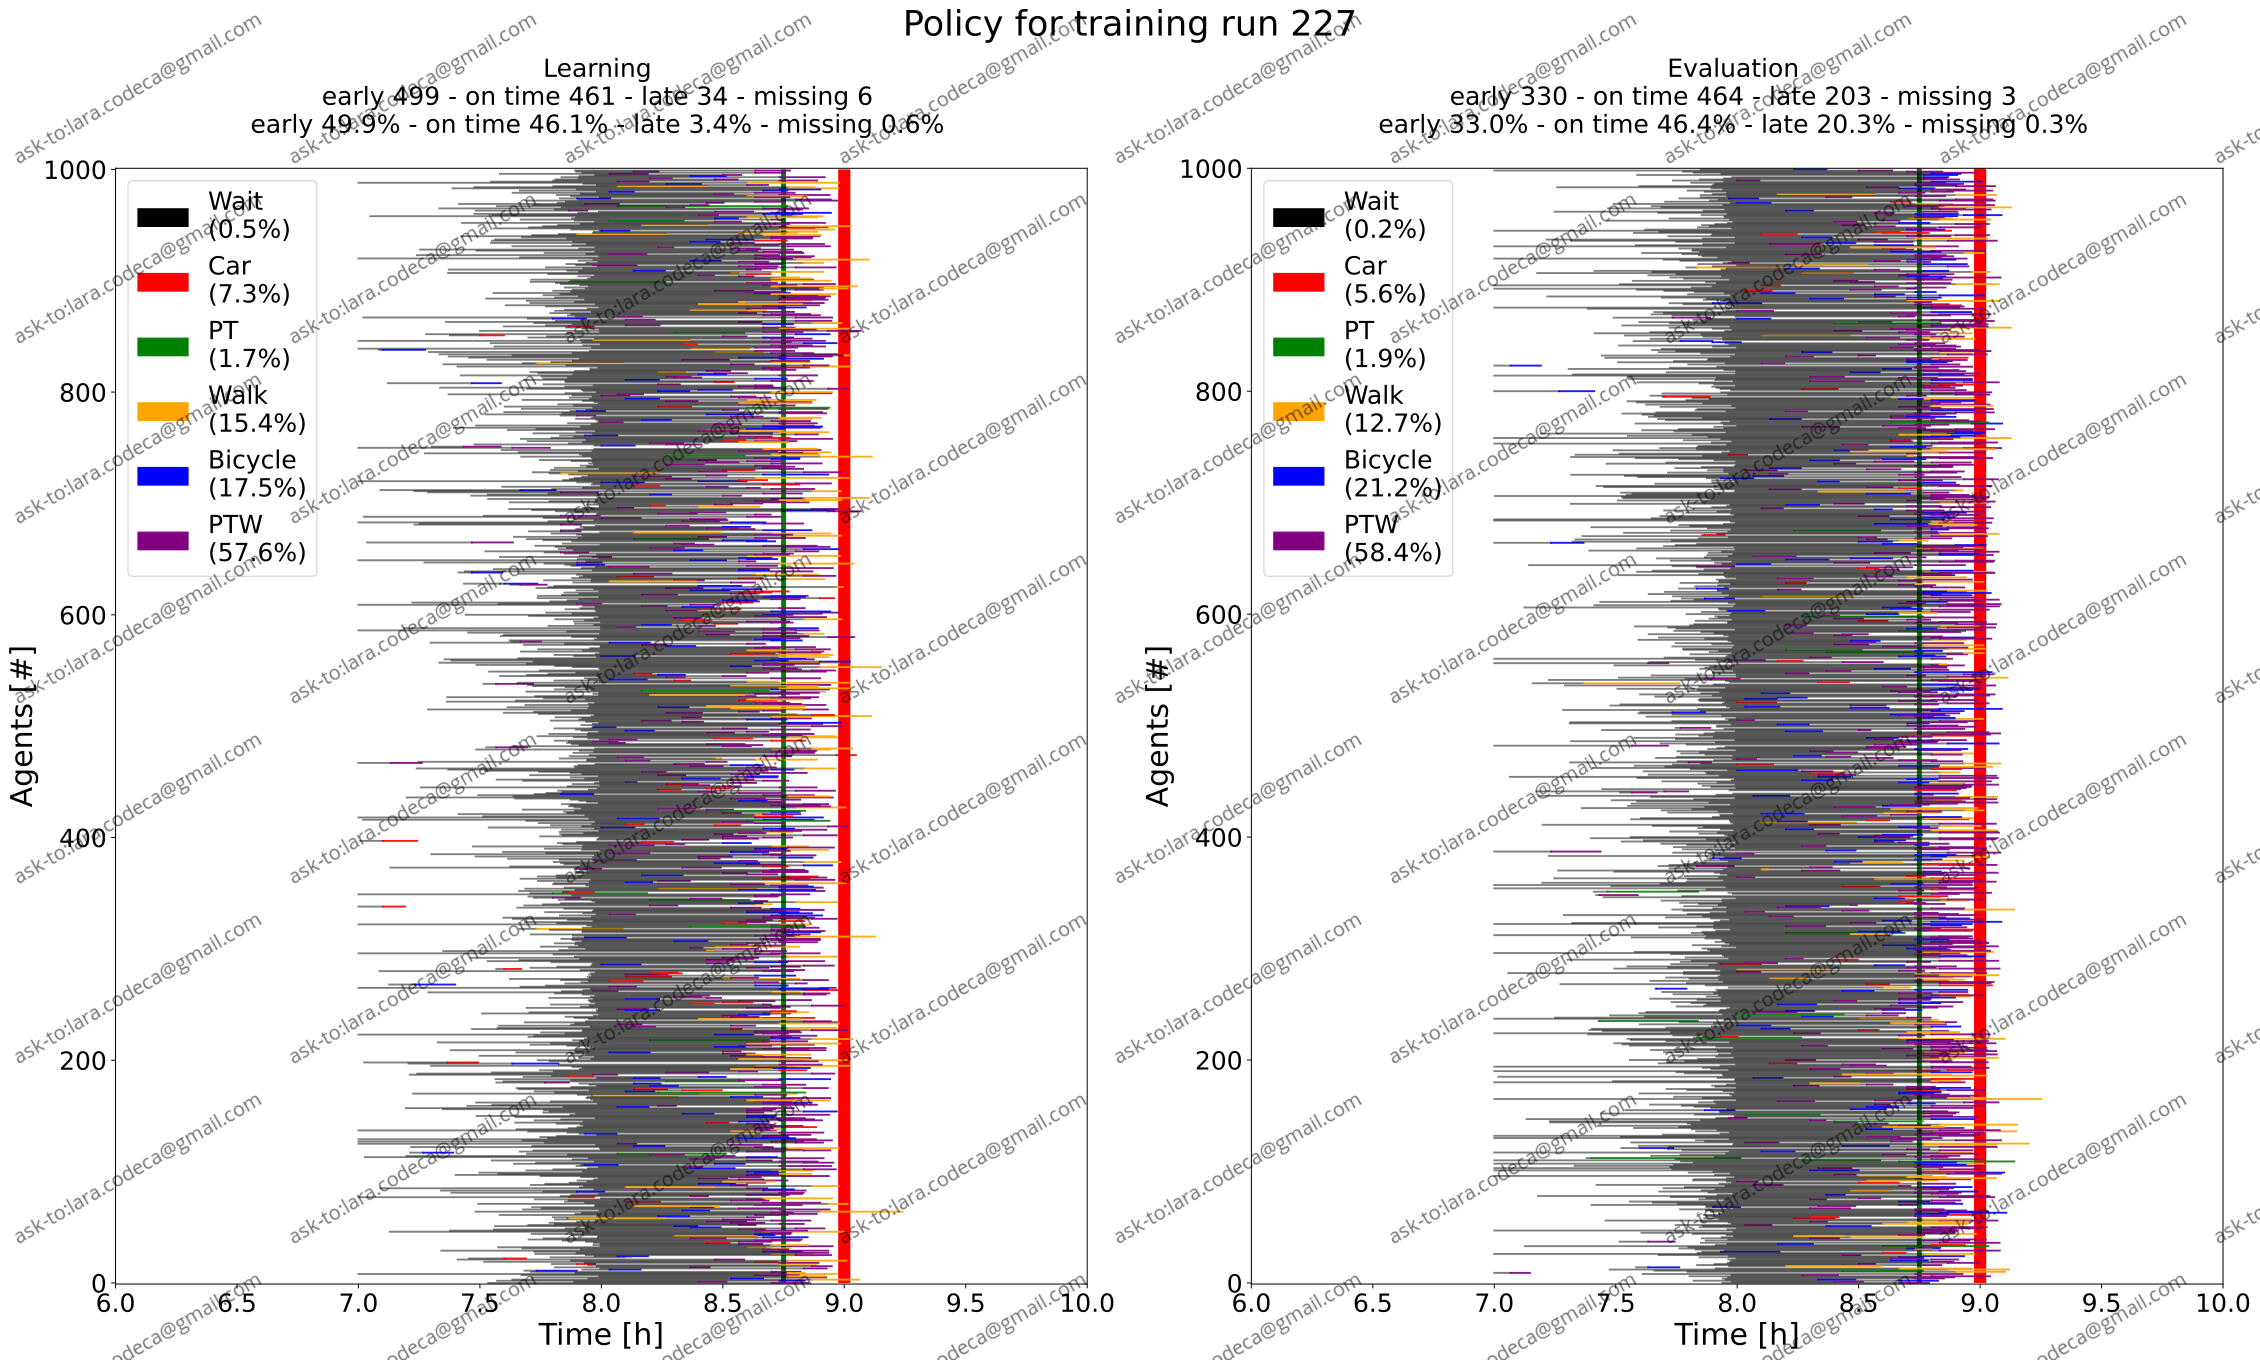 Policy for training run 227
Learning
early 499 - on time 461 - late 34 - missing 6
early 49.9% - on time 46.1% - late 3.4% - missing 0.6%
1000
800
600
400
200
0
Agents [#]
Wait
(0.5%)
Car
(7.3%)
PT
(1.7%)
Walk
(15.4%)
Bicycle
(17.5%)
PTW
(57.6%)
6.0 6.5 7.0 7.5 8.0 8.5 9.0 9.5 10.0
Time [h]
Evaluation
early 330 - on time 464 - late 203 - missing 3
early 33.0% - on time 46.4% - late 20.3% - missing 0.3%
1000
800
600
400
200
0
Agents [#]
Wait
(0.2%)
Car
(5.6%)
PT
(1.9%)
Walk
(12.7%)
Bicycle
(21.2%)
PTW
(58.4%)
6.0 6.5 7.0 7.5 8.0 8.5 9.0 9.5 10.0
Time [h]
ask-to:lara.codeca@gmail.com